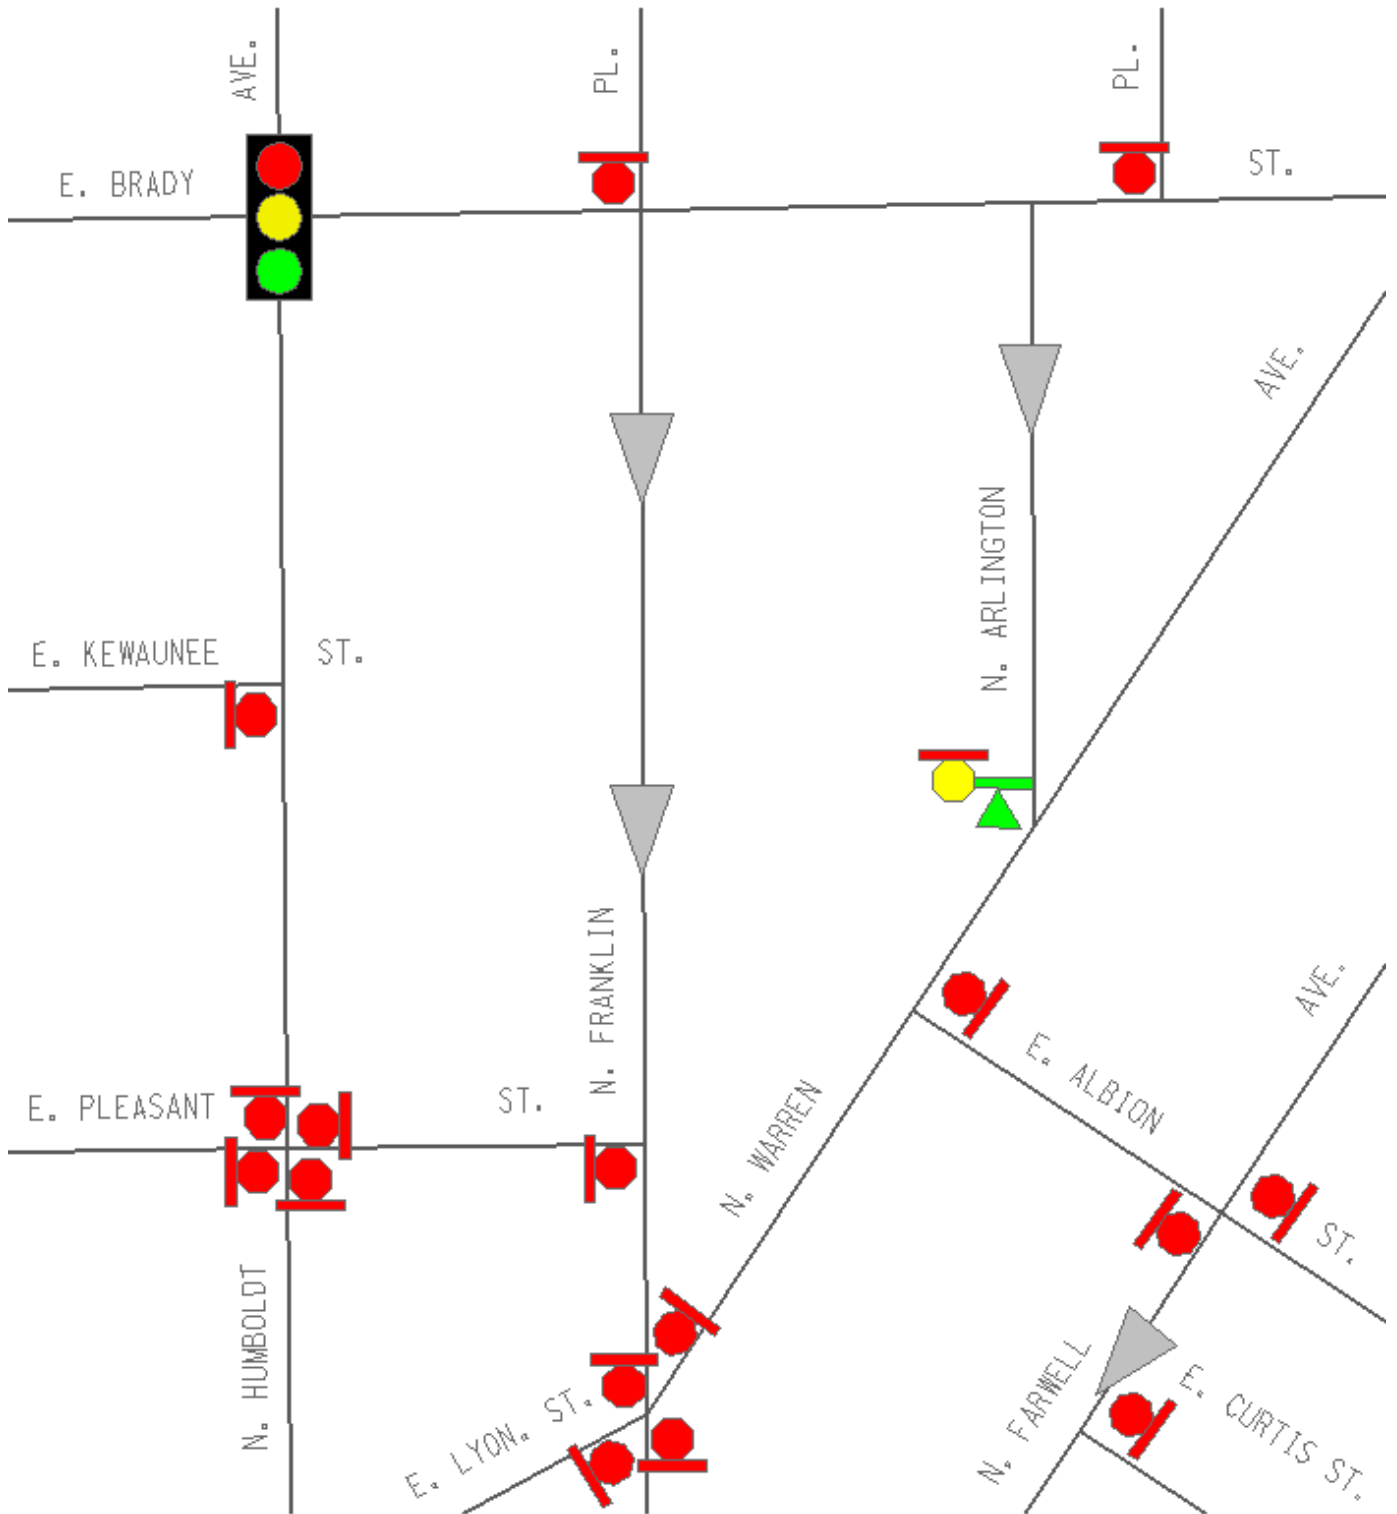 AVE.
PL.
PL.
E. BRADY
ST.
AVE.
N. ARLINGTON
E. KEWAUNEE
ST.
N. FRANKLIN
AVE.
E. ALBION
E. PLEASANT
ST.
N. WARREN
ST.
N. HUMBOLDT
E. LYON. ST.
N. FARWELL
E. CURTIS ST.